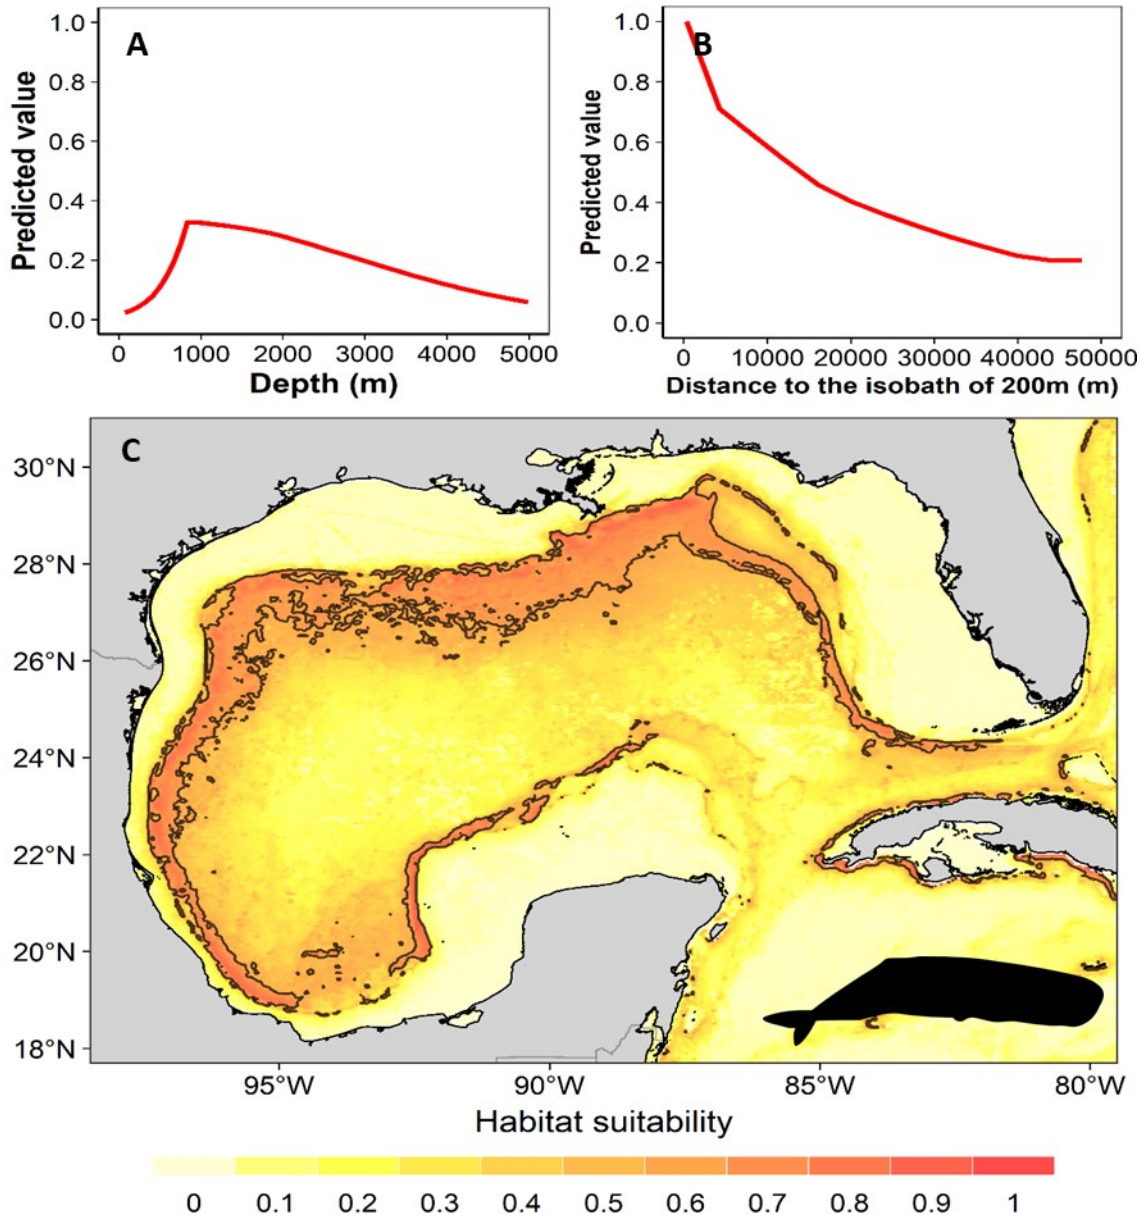 A
Predicted value
1.0
0.8
0.6
0.4
0.2
0.0
0 1000 2000 3000 4000 5000
Depth (m)
B
Predicted value
1.0
0.8
0.6
0.4
0.2
0.0
0 10000 20000 30000 40000 50000
Distance to the isobath of 200m (m)
C
30°N
28°N
26°N
24°N
22°N
20°N
18°N
95°W 90°W 85°W 80°W
Habitat suitability
0 0.1 0.2 0.3 0.4 0.5 0.6 0.7 0.8 0.9 1